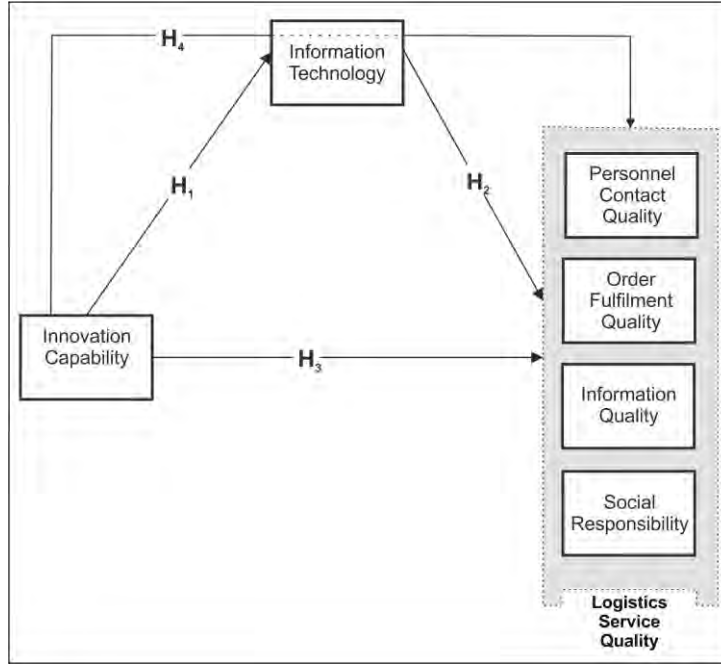 H4
Information
Technology
H1
H2
Personnel
Contact
Quality
Order
Fulfilment
Quality
Innovation
Capability
H3
Information
Quality
Social
Responsibility
Logistics
Service
Quality